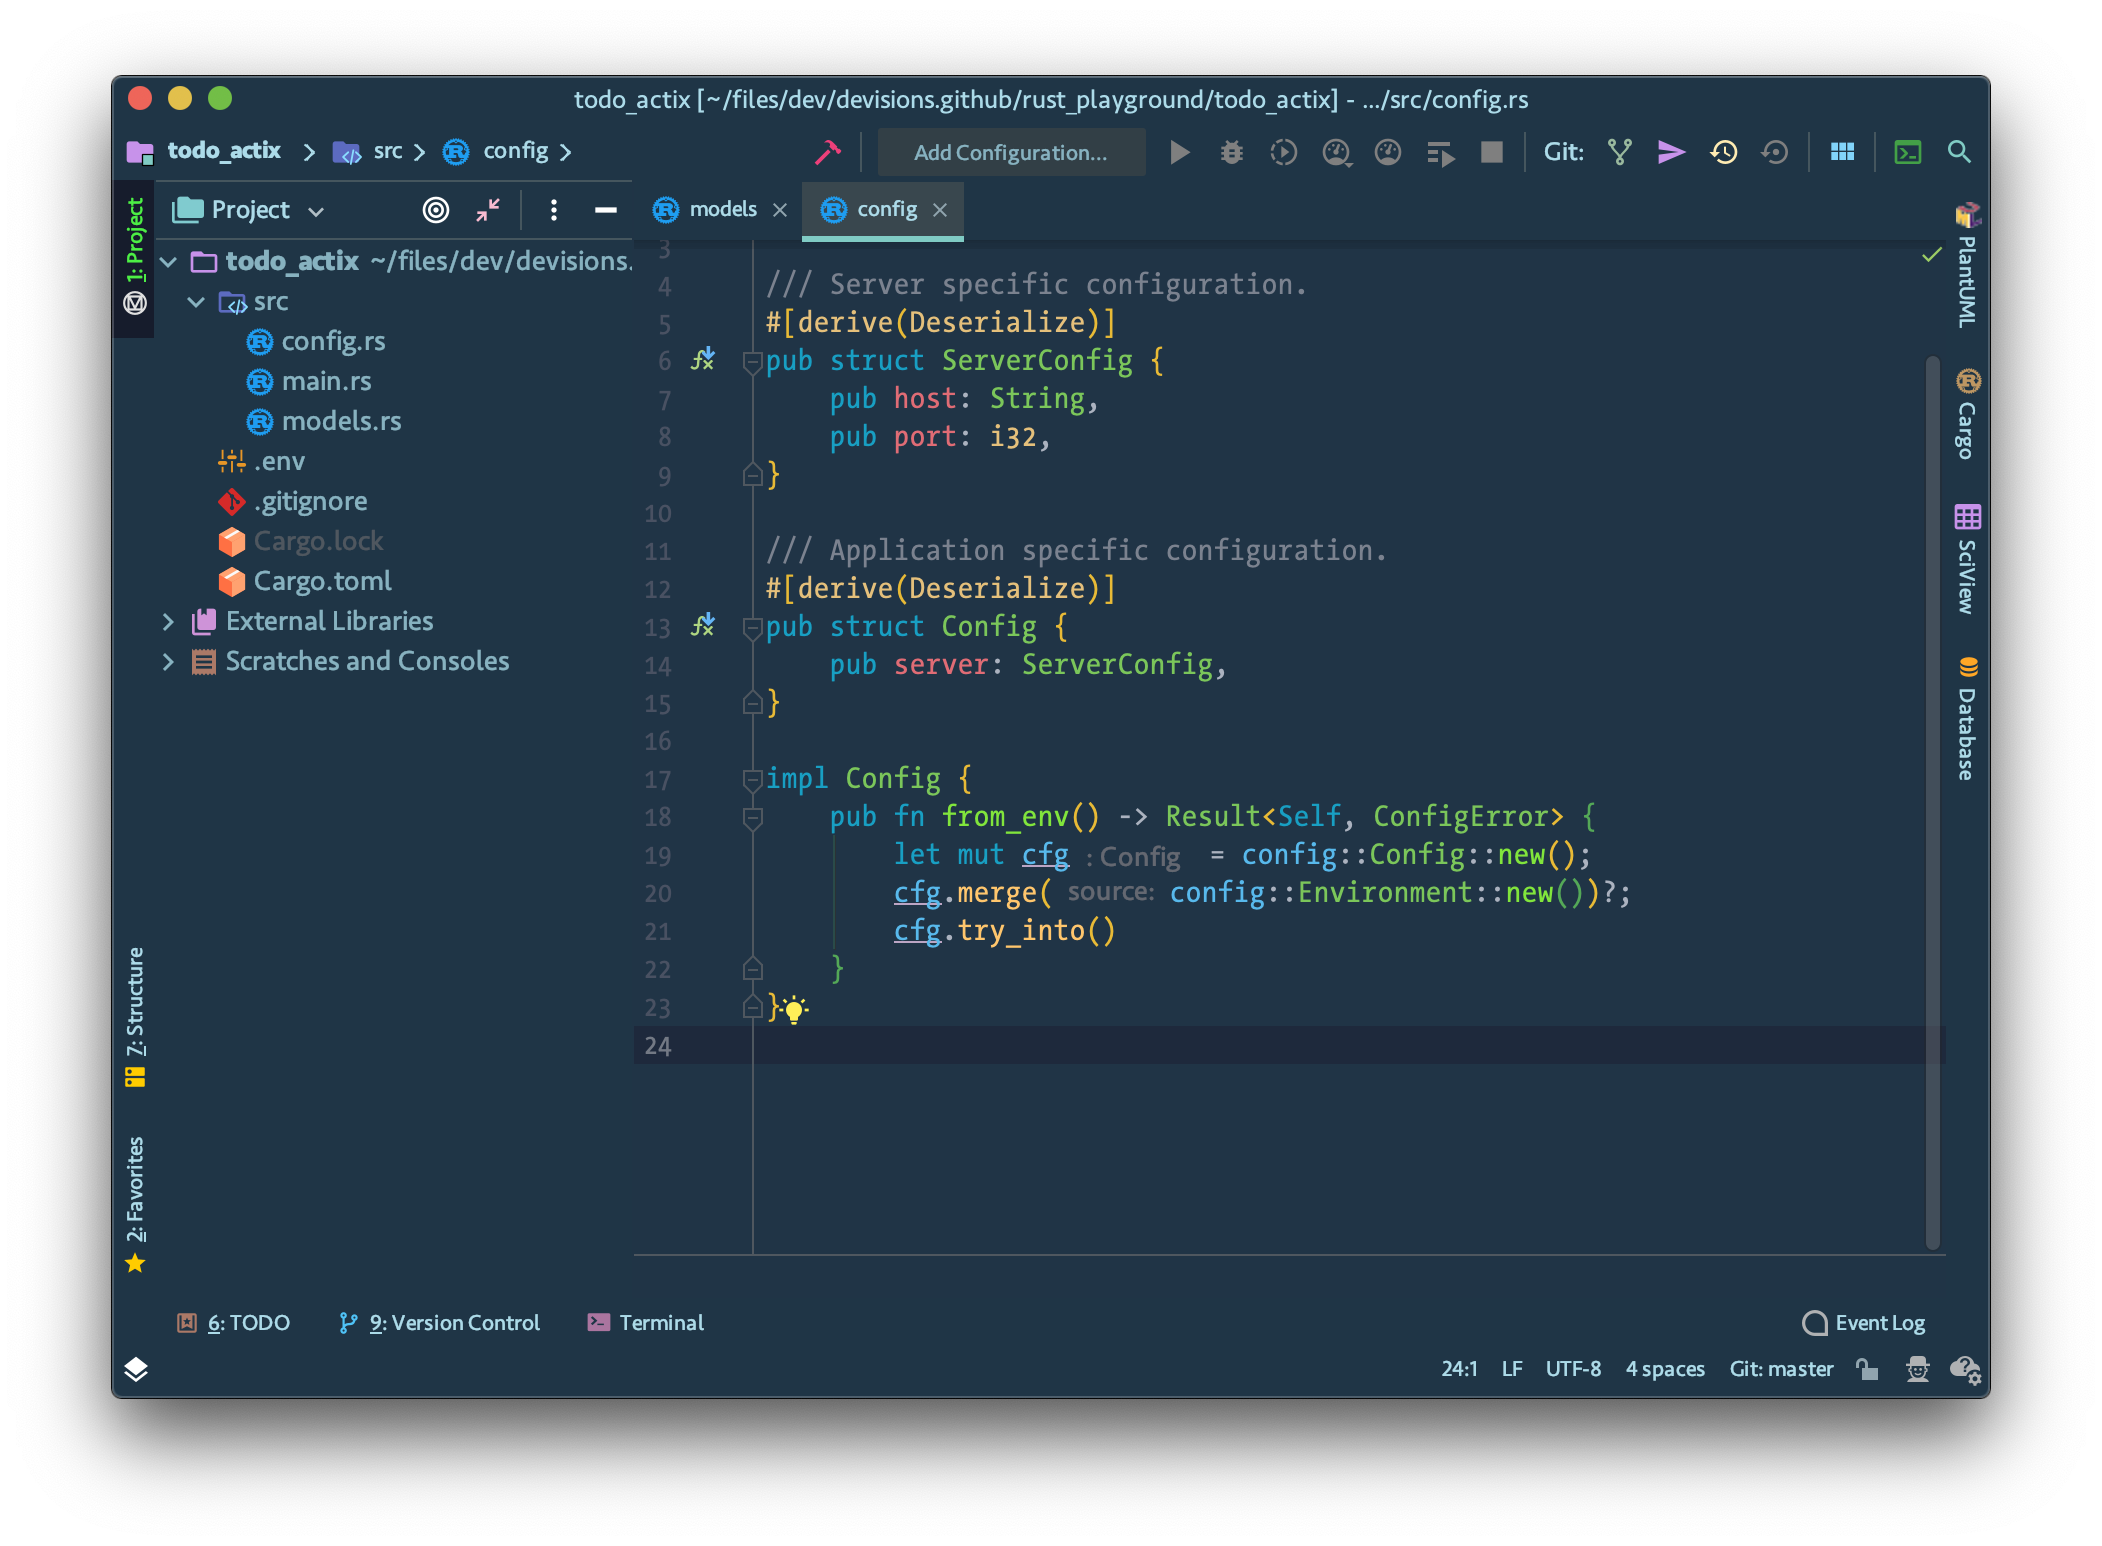 todo_actix [~/files/dev/devisions.github/rust_playground/todo_actix] - .../src/config.rs
todo_actix src config Add Configuration... Git:
1: Project
Project
models config
todo_actix ~/files/dev/devisions.
src
config.rs
main.rs
models.rs
.env
.gitignore
Cargo.lock
Cargo.toml
External Libraries
Scratches and Consoles
7: Structure
2: Favorites
3
4 /// Server specific configuration.
5 #[derive(Deserialize)]
6 pub struct ServerConfig {
7 pub host: String,
8 pub port: i32,
9 }
10
11 /// Application specific configuration.
12 #[derive(Deserialize)]
13 pub struct Config {
14 pub server: ServerConfig,
15 }
16
17 impl Config {
18 pub fn from_env() -> Result<Self, ConfigError> {
19 let mut cfg : Config = config::Config::new();
20 cfg.merge( source: config::Environment::new())?;
21 cfg.try_into()
22 }
23 }
24
PlantUML
Cargo
SciView
Database
6: TODO 9: Version Control Terminal Event Log
24:1 LF UTF-8 4 spaces Git: master